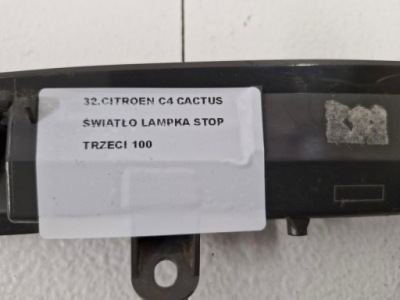 32.CITROEN C4 CACTUS
ŚWIATŁO LAMPKA STOP
TRZECI 100